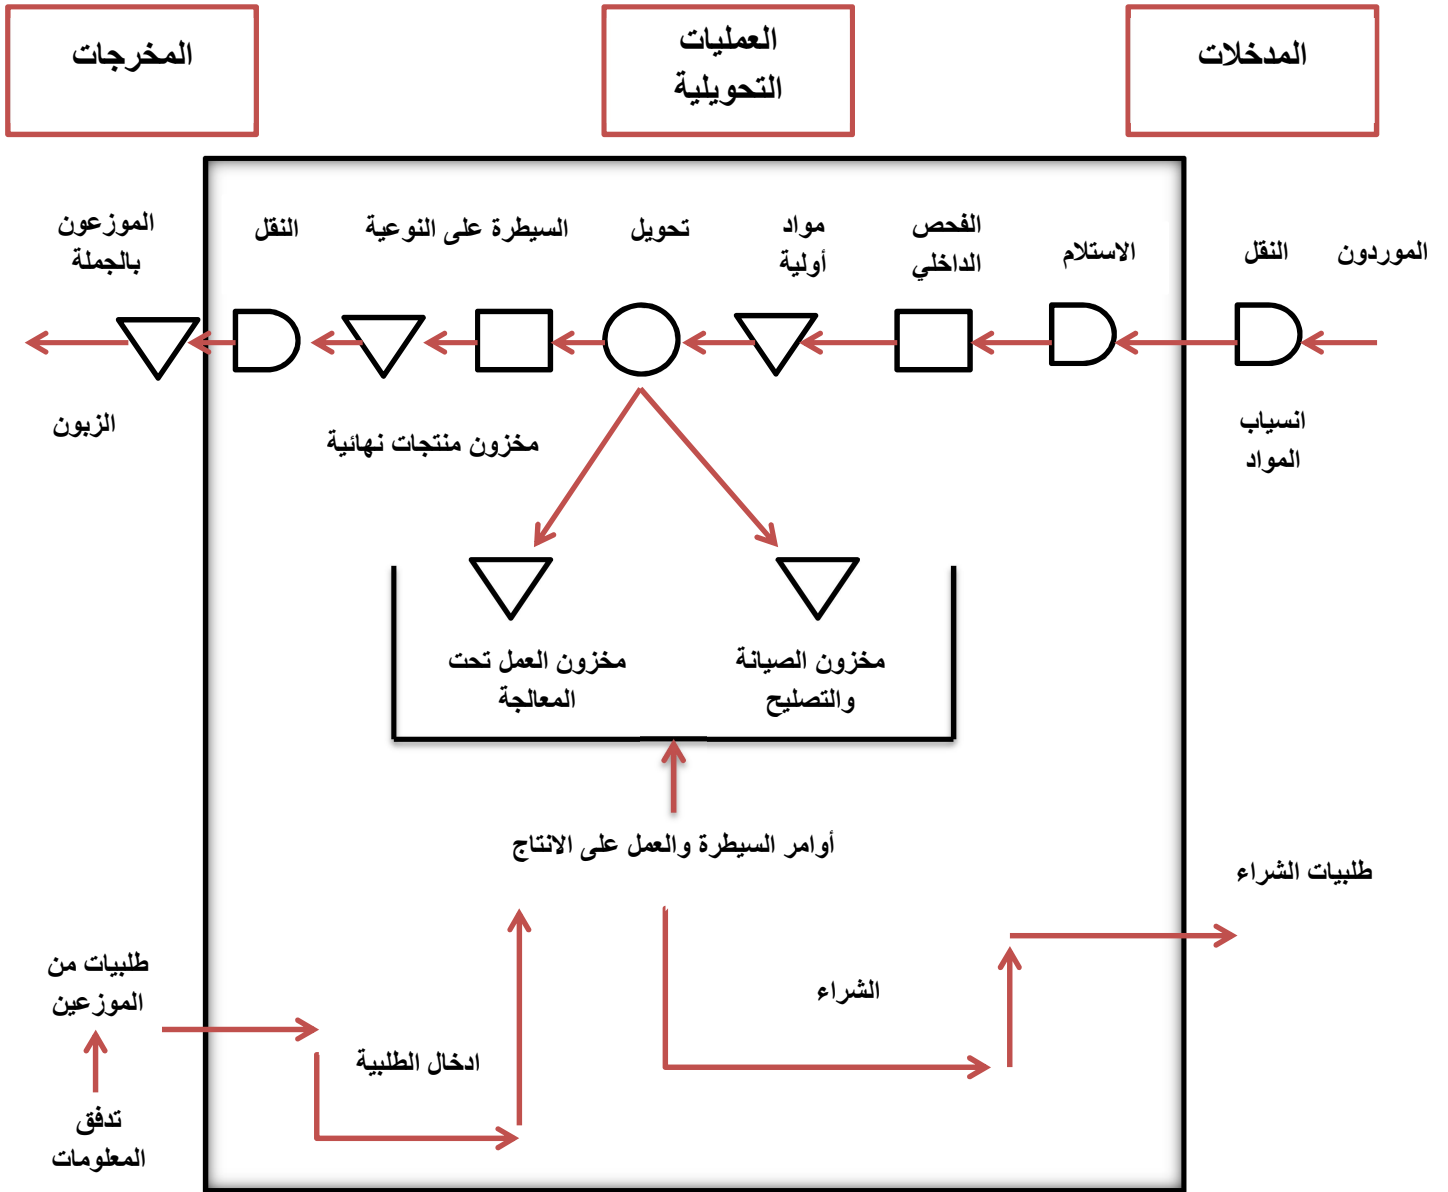 المدخلات
العمليات
التحويلية
المخرجات
الموردون
النقل
الاستلام
الفحص
الداخلي
مواد
أولية
تحويل
السيطرة على النوعية
النقل
الموزعون
بالجملة
انسياب
المواد
مخزون منتجات نهائية
الزبون
مخزون الصيانة
والتصليح
مخزون العمل تحت
المعالجة
أوامر السيطرة والعمل على الانتاج
طلبيات الشراء
الشراء
طلبيات من
الموزعين
ادخال الطلبية
تدفق
المعلومات